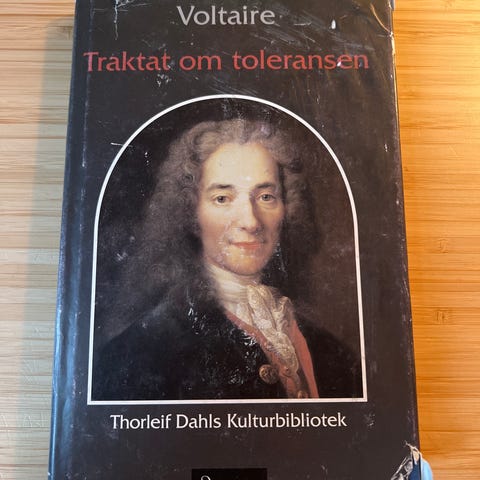 Voltaire
Traktat om toleransen
Thorleif Dahls Kulturbibliotek